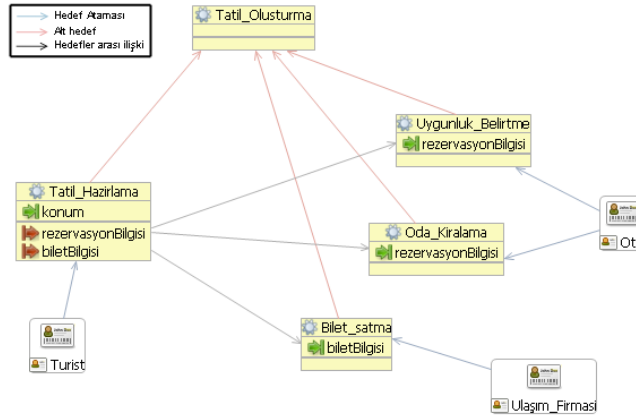 Hedef Ataması
Alt hedef
Hedefler arası ilişki
Tatil_Olusturma
Uygunluk_Belirtme
rezervasyonBilgisi
Tatil_Hazirlama
konum
rezervasyonBilgisi
biletBilgisi
Oda_Kiralama
rezervasyonBilgisi
Ot
Bilet_satma
biletBilgisi
Turist
Ulaşım_Firmasi